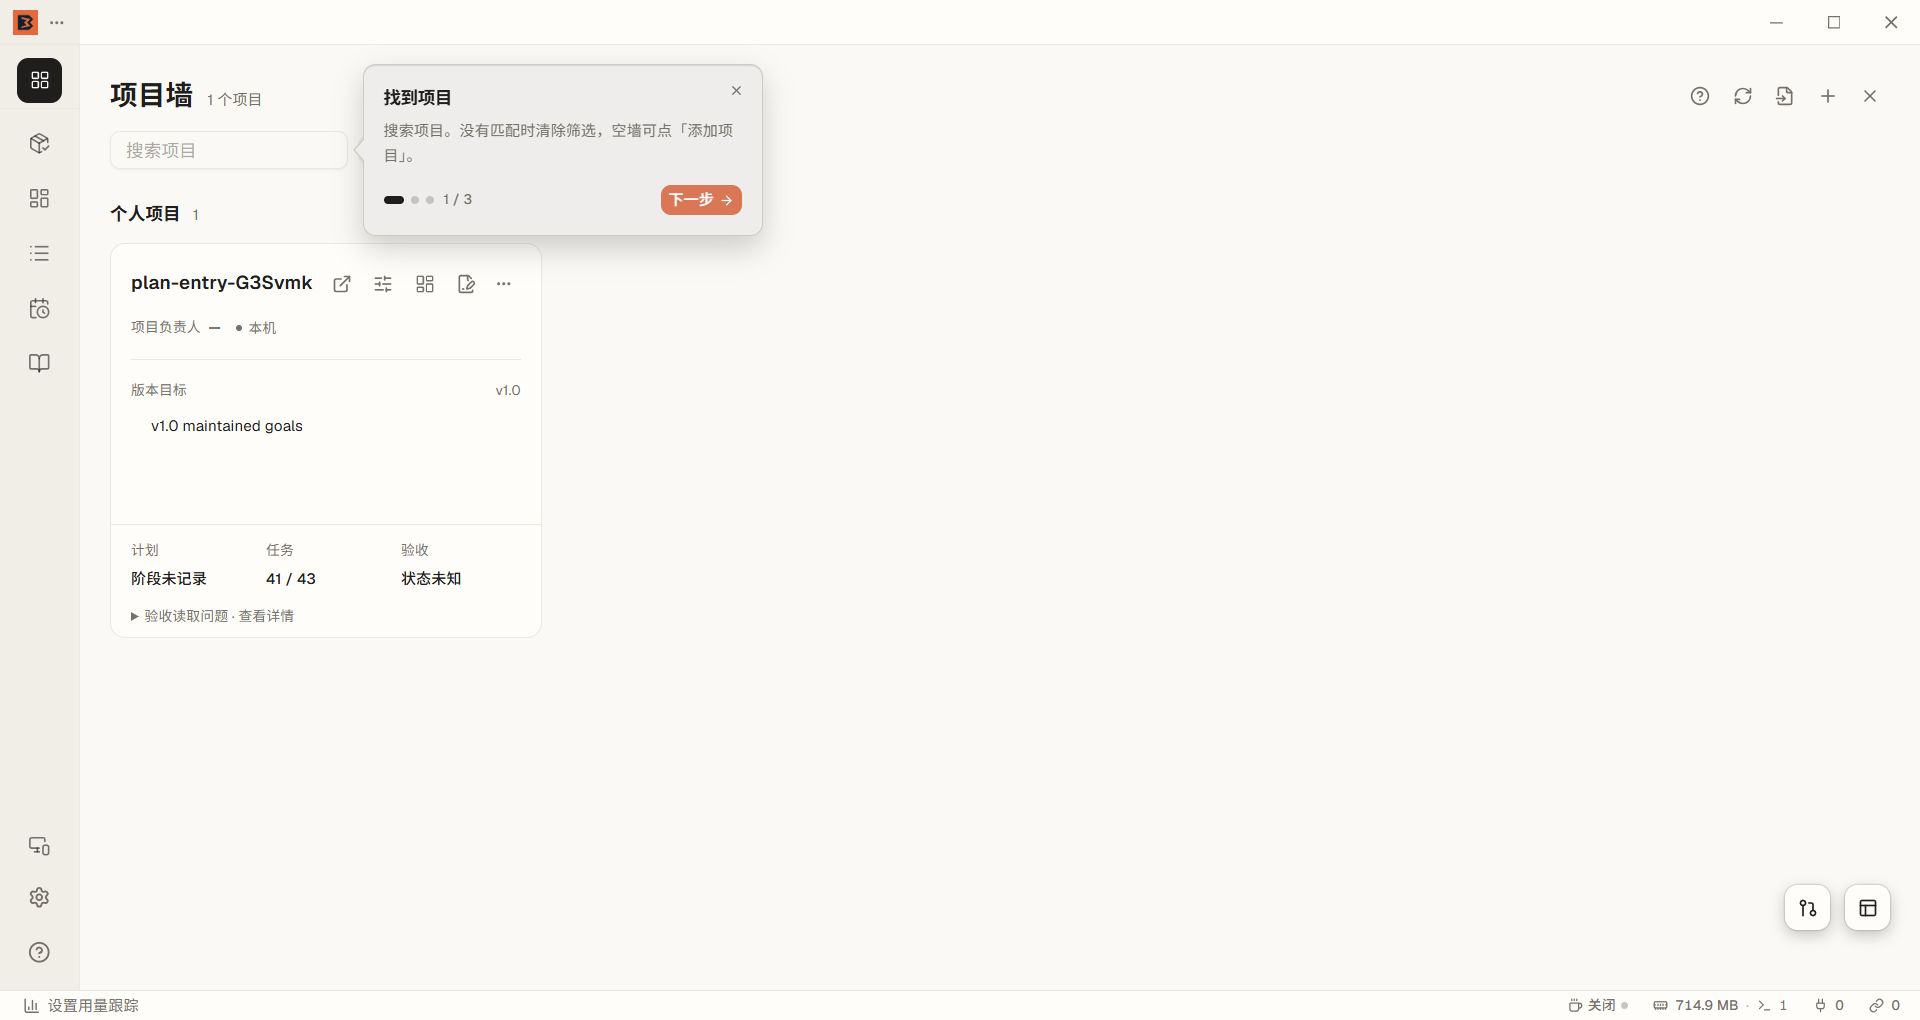 项目墙 1 个项目
搜索项目
找到项目
搜索项目。没有匹配时清除筛选，空墙可点「添加项
目」。
1 / 3
下一步
个人项目 1
plan-entry-G3Svmk
项目负责人 — 本机
版本目标 v1.0
v1.0 maintained goals
计划 任务 验收
阶段未记录 41 / 43 状态未知
验收读取问题 · 查看详情
设置用量跟踪
关闭 714.9 MB · 1 0 0